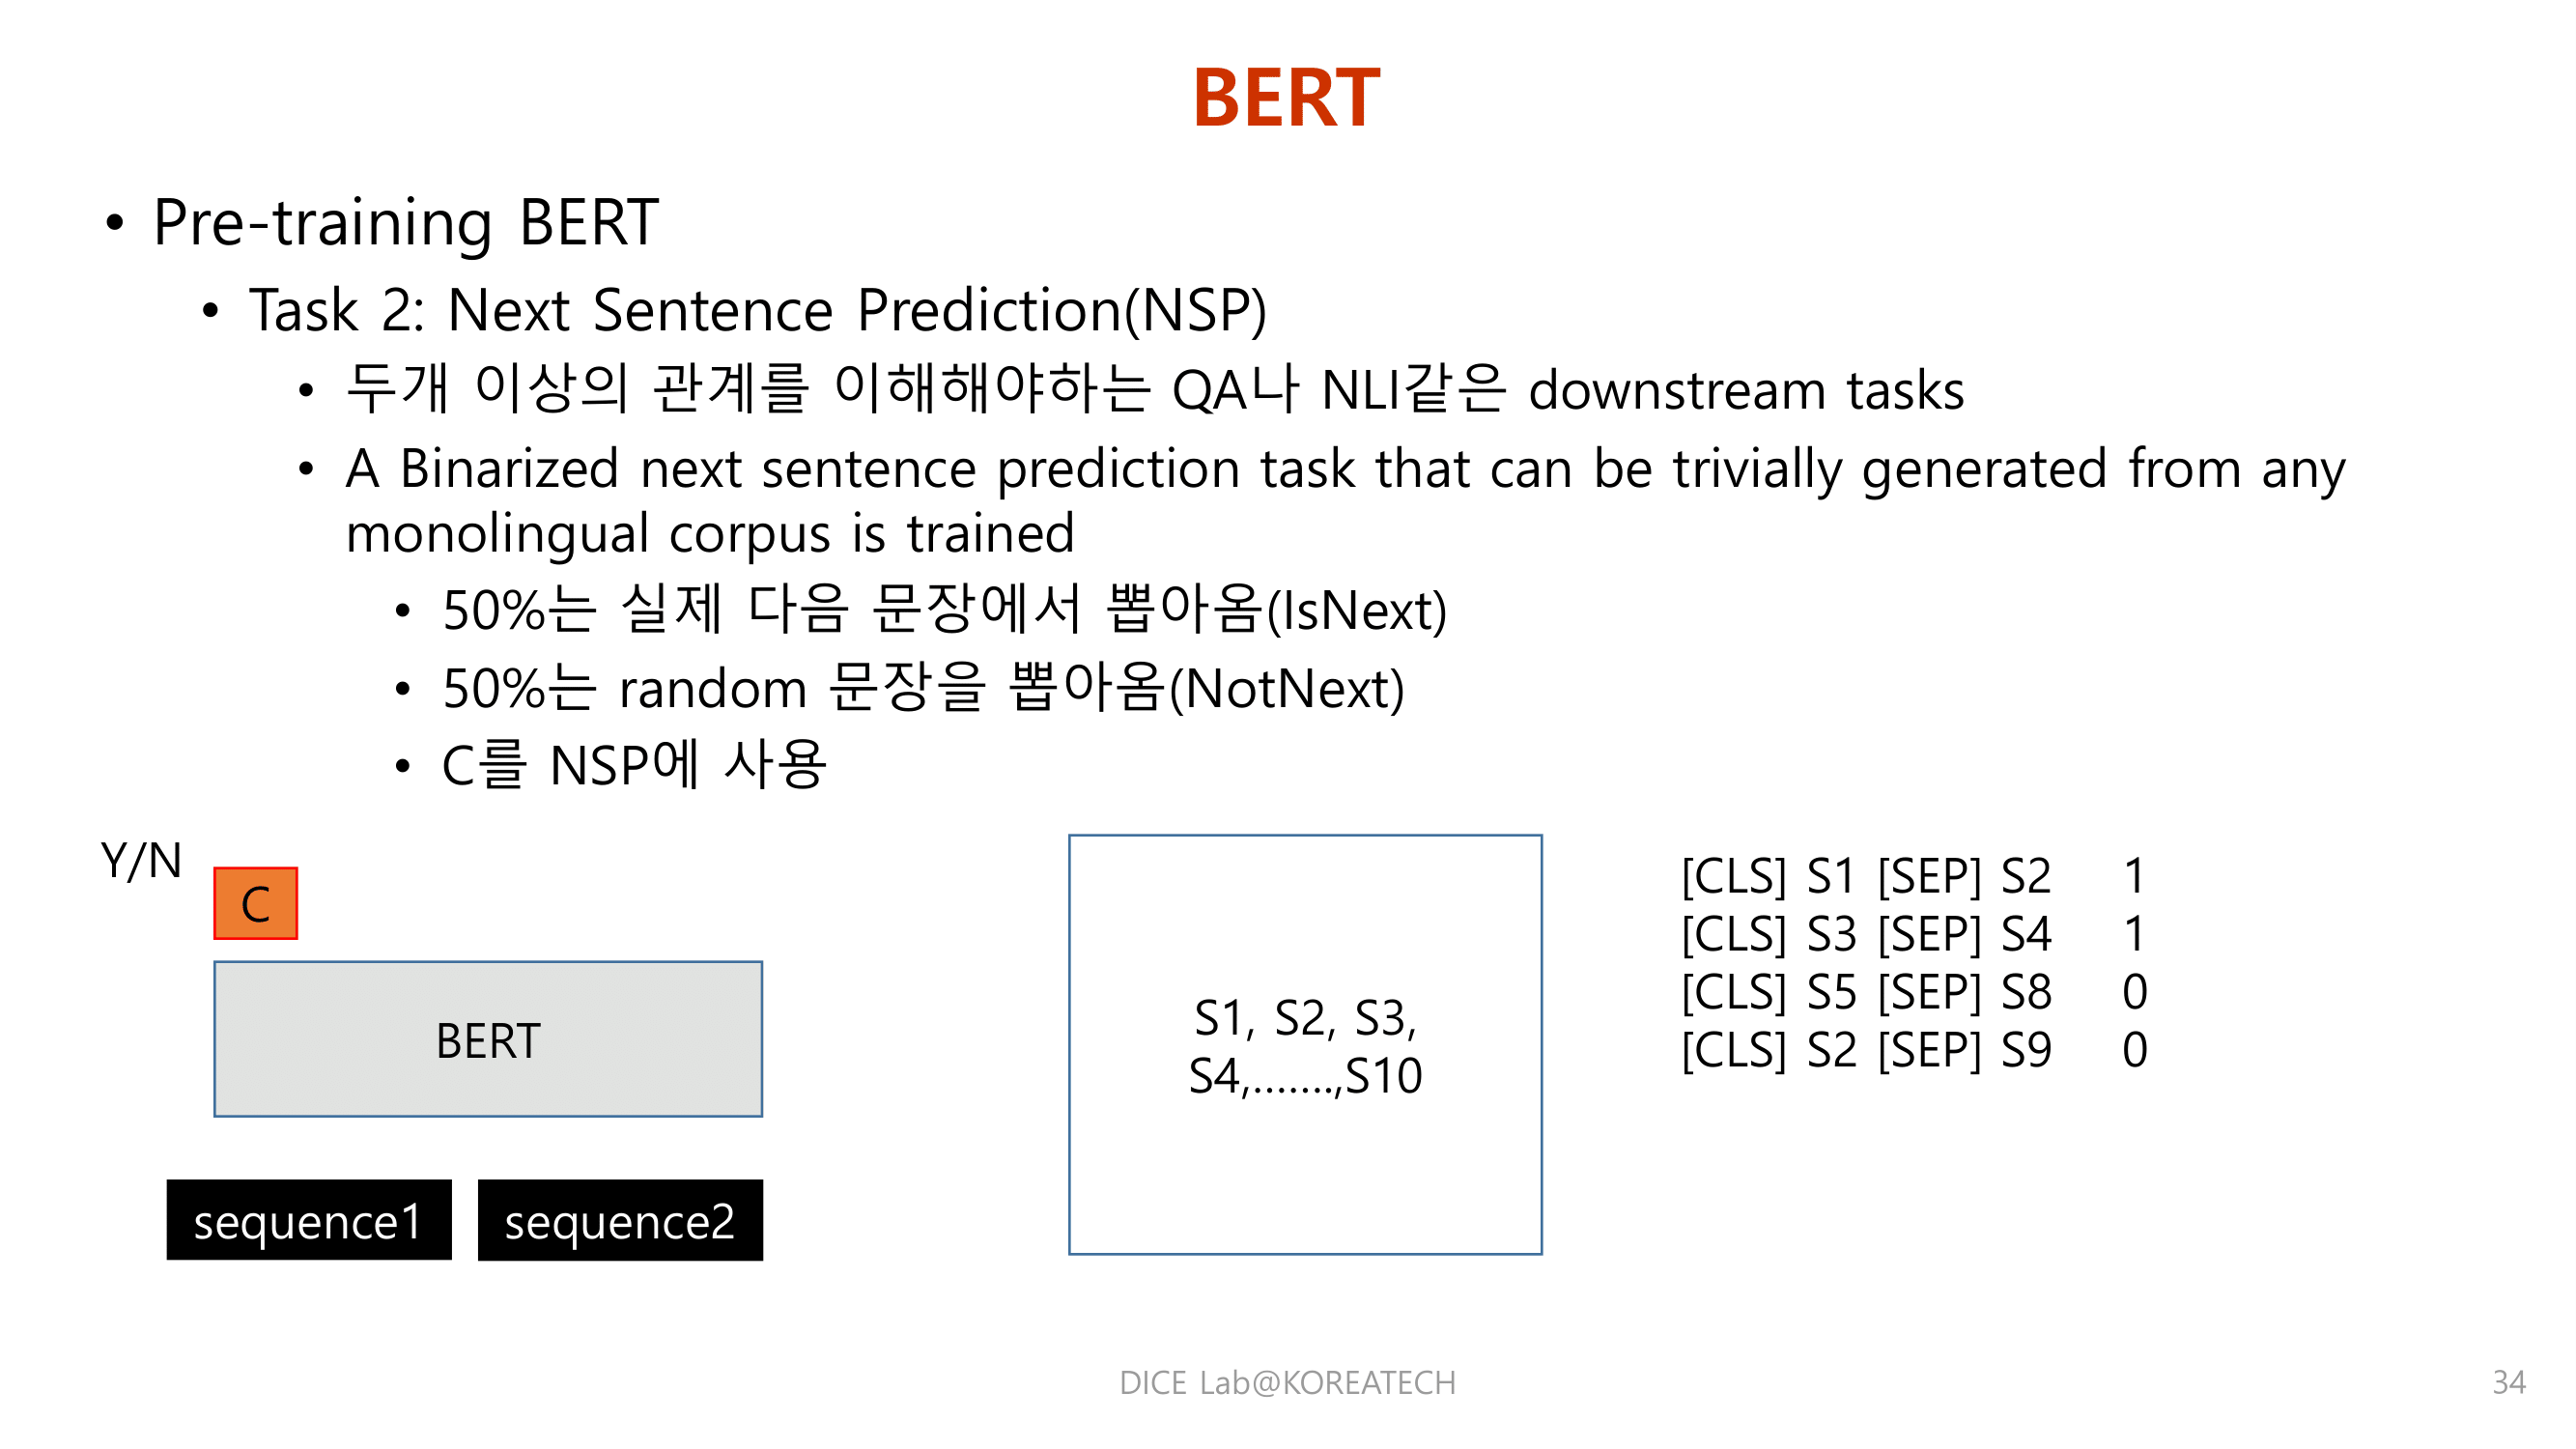 BERT
• Pre-training BERT
• Task 2: Next Sentence Prediction(NSP)
• 두개 이상의 관계를 이해해야하는 QA나 NLI같은 downstream tasks
• A Binarized next sentence prediction task that can be trivially generated from any
monolingual corpus is trained
• 50%는 실제 다음 문장에서 뽑아옴(IsNext)
• 50%는 random 문장을 뽑아옴(NotNext)
• C를 NSP에 사용
Y/N
C
BERT
sequence1 sequence2
S1, S2, S3,
S4,…….,S10
[CLS] S1 [SEP] S2 1
[CLS] S3 [SEP] S4 1
[CLS] S5 [SEP] S8 0
[CLS] S2 [SEP] S9 0
DICE Lab@KOREATECH
34